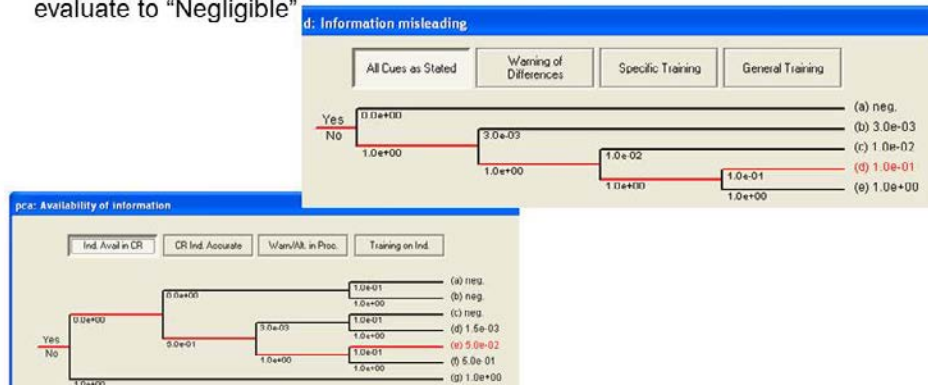 evaluate to “Negligible”
d: Information misleading
All Cues as Stated
Warning of
Differences
Specific Training
General Training
Yes
No
0.0e+00
1.0e+00
3.0e-03
1.0e+00
1.0e-02
1.0e+00
1.0e-01
1.0e+00
(a) neg.
(b) 3.0e-03
(c) 1.0e-02
(d) 1.0e-01
(e) 1.0e+00
pca: Availability of information
Ind. Avail in CR
CR Ind. Accurate
Warn/Alt. in Proc.
Training on Ind.
Yes
No
0.0e+00
1.0e+00
0.0e+00
5.0e-01
3.0e-03
1.0e+00
1.0e-01
1.0e+00
1.0e-01
1.0e+00
1.0e-01
1.0e+00
(a) neg.
(b) neg.
(c) neg.
(d) 1.5e-03
(e) 5.0e-02
(f) 5.0e-01
(g) 1.0e+00